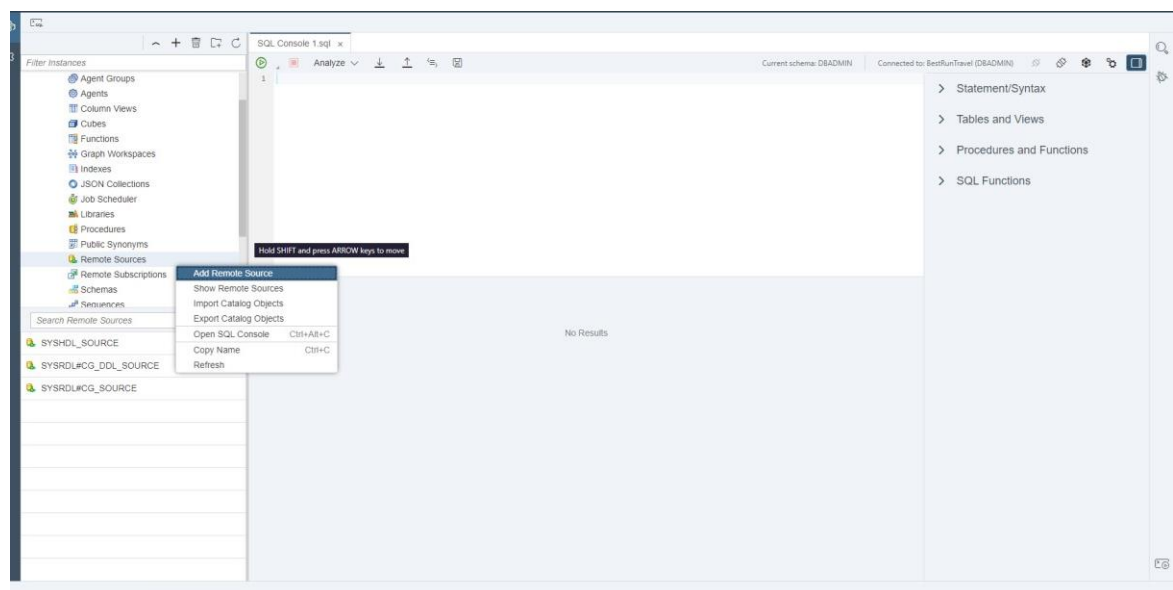 SQL Console 1.sql ×
Filter Instances
Analyze
Current schema: DBADMIN
Connected to: BestRunTravel (DBADMIN)
1
Agent Groups
Agents
Column Views
Cubes
Functions
Graph Workspaces
Indexes
JSON Collections
Job Scheduler
Libraries
Procedures
Public Synonyms
Remote Sources
Remote Subscriptions
Schemas
Sequences
Hold SHIFT and press ARROW keys to move
Add Remote Source
Show Remote Sources
Import Catalog Objects
Export Catalog Objects
Open SQL Console Ctrl+Alt+C
Copy Name Ctrl+C
Refresh
Search Remote Sources
SYSHDL_SOURCE
SYSRDL#CG_DDL_SOURCE
SYSRDL#CG_SOURCE
No Results
Statement/Syntax
Tables and Views
Procedures and Functions
SQL Functions